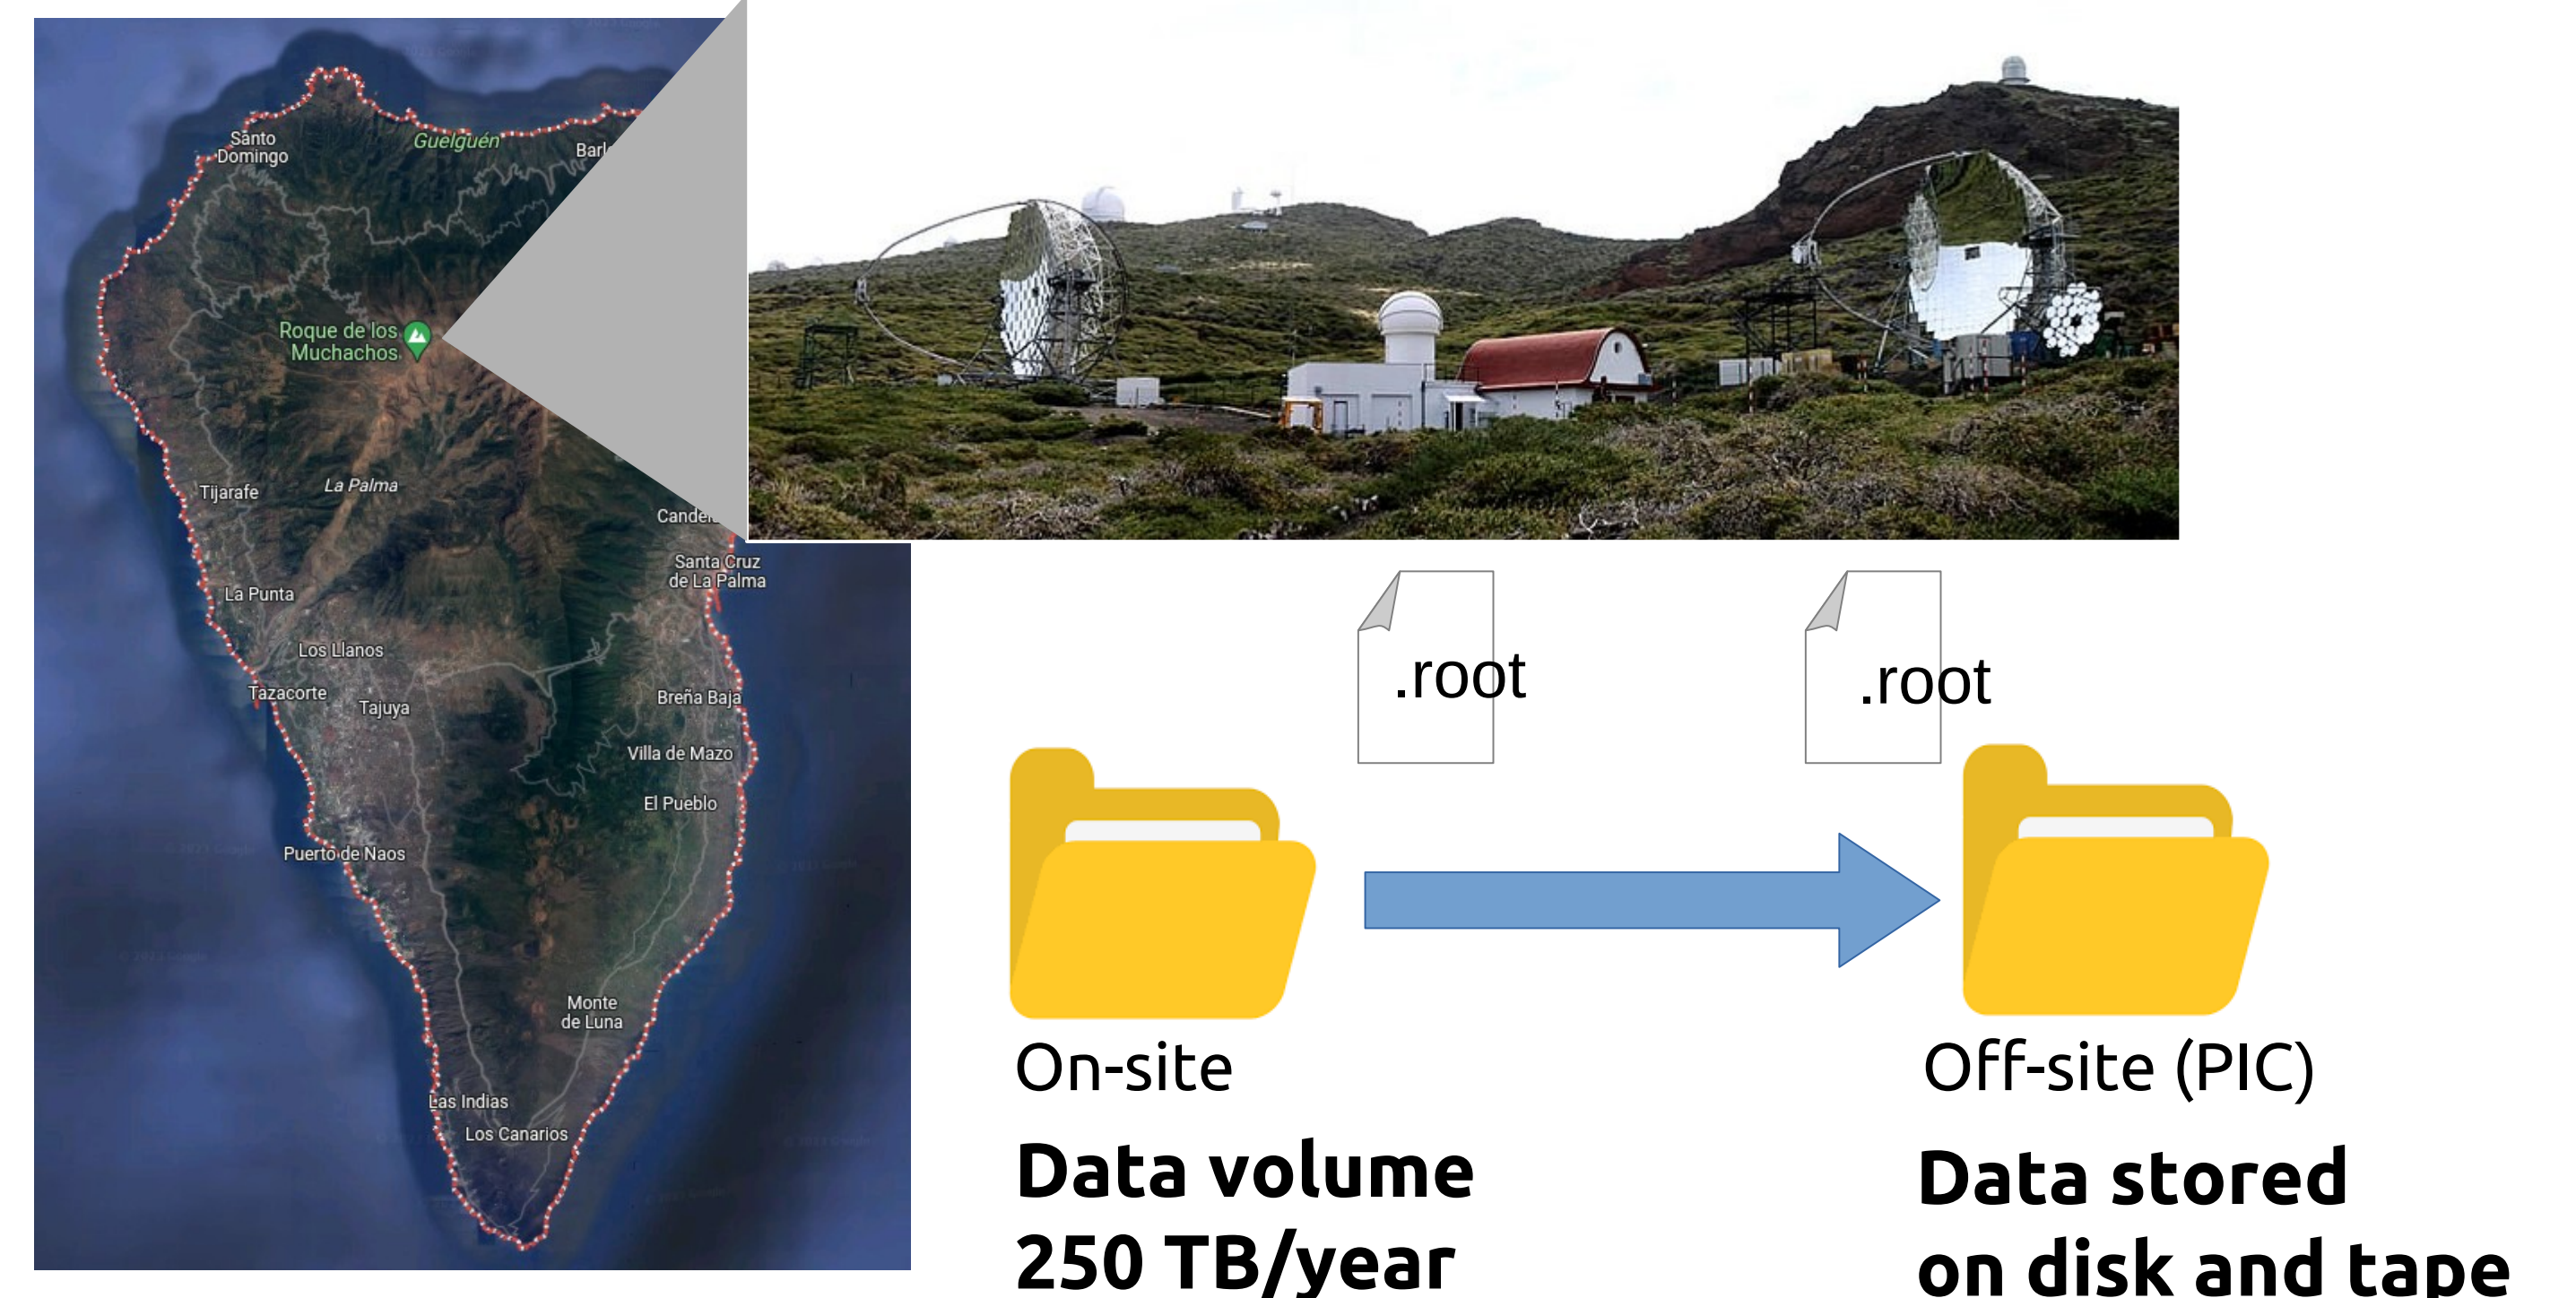 Santo
Domingo
Guelguén
Roque de los
Muchachos
Tijarafe
La Palma
Santa Cruz
de La Palma
La Punta
Los Llanos
Tazacorte
Tajuya
Breña Baja
Villa de Mazo
El Pueblo
Puerto de Naos
Monte
de Luna
Las Indias
Los Canarios
.root
.root
On-site
Off-site (PIC)
Data volume
250 TB/year
Data stored
on disk and tape